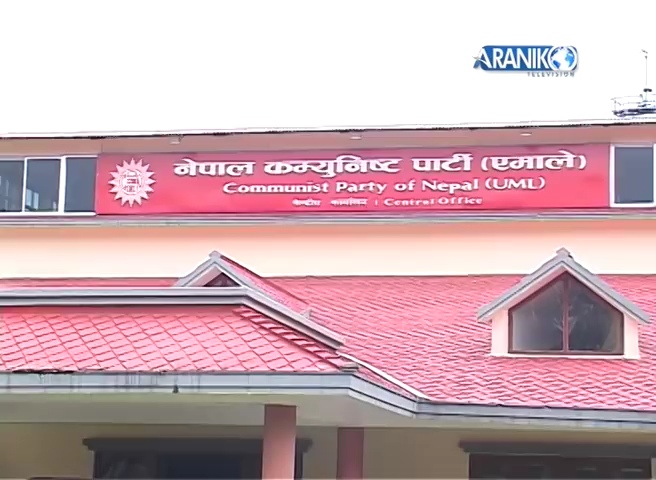 ARANIKO
TELEVISION
नेपाल कम्युनिष्ट पार्टी (एमाले)
Communist Party of Nepal (UML)
केन्द्रीय कार्यालय | Central Office